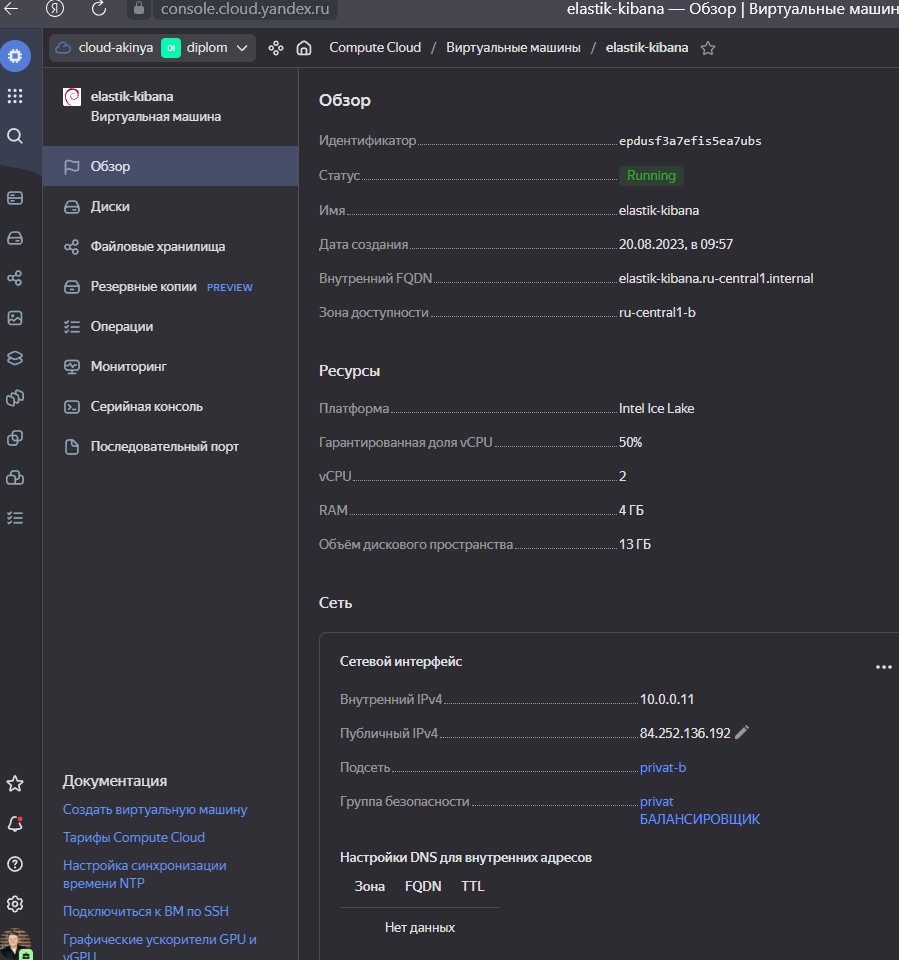 console.cloud.yandex.ru
elastik-kibana — Обзор | Виртуальные машин
cloud-akinya DI diplom
Compute Cloud / Виртуальные машины / elastik-kibana
elastik-kibana
Виртуальная машина
Обзор
Диски
Файловые хранилища
Резервные копии PREVIEW
Операции
Мониторинг
Серийная консоль
Последовательный порт
Документация
Создать виртуальную машину
Тарифы Compute Cloud
Настройка синхронизации
времени NTP
Подключиться к ВМ по SSH
Графические ускорители GPU и
vGPU
Обзор
Идентификатор epdusf3a7efis5ea7ubs
Статус Running
Имя elastik-kibana
Дата создания 20.08.2023, в 09:57
Внутренний FQDN elastik-kibana.ru-central1.internal
Зона доступности ru-central1-b
Ресурсы
Платформа Intel Ice Lake
Гарантированная доля vCPU 50%
vCPU 2
RAM 4 ГБ
Объём дискового пространства 13 ГБ
Сеть
Сетевой интерфейс
Внутренний IPv4 10.0.0.11
Публичный IPv4 84.252.136.192
Подсеть privat-b
Группа безопасности privat
БАЛАНСИРОВЩИК
Настройки DNS для внутренних адресов
Зона FQDN TTL
Нет данных